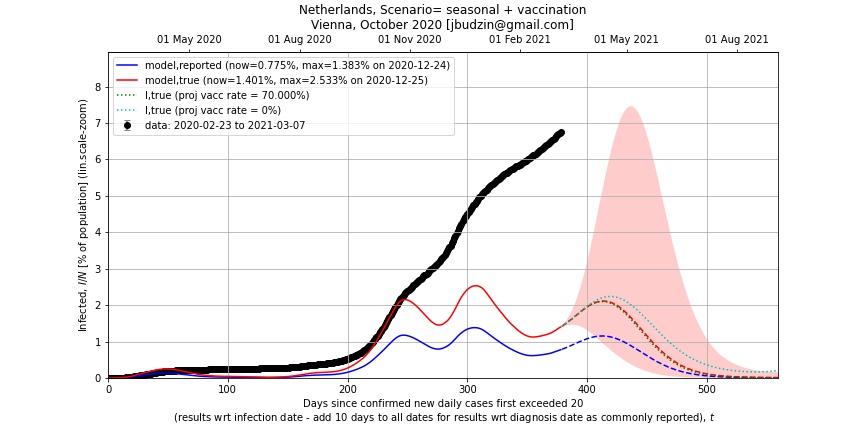 Netherlands, Scenario= seasonal + vaccination
Vienna, October 2020 [jbudzin@gmail.com]
01 May 2020 01 Aug 2020 01 Nov 2020 01 Feb 2021 01 May 2021 01 Aug 2021
model,reported (now=0.775%, max=1.383% on 2020-12-24)
model,true (now=1.401%, max=2.533% on 2020-12-25)
I,true (proj vacc rate = 70.000%)
I,true (proj vacc rate = 0%)
data: 2020-02-23 to 2021-03-07
8
7
6
5
4
3
2
1
0
Infected, I/N [% of population] (lin.scale-zoom)
0 100 200 300 400 500
Days since confirmed new daily cases first exceeded 20
(results wrt infection date - add 10 days to all dates for results wrt diagnosis date as commonly reported), t